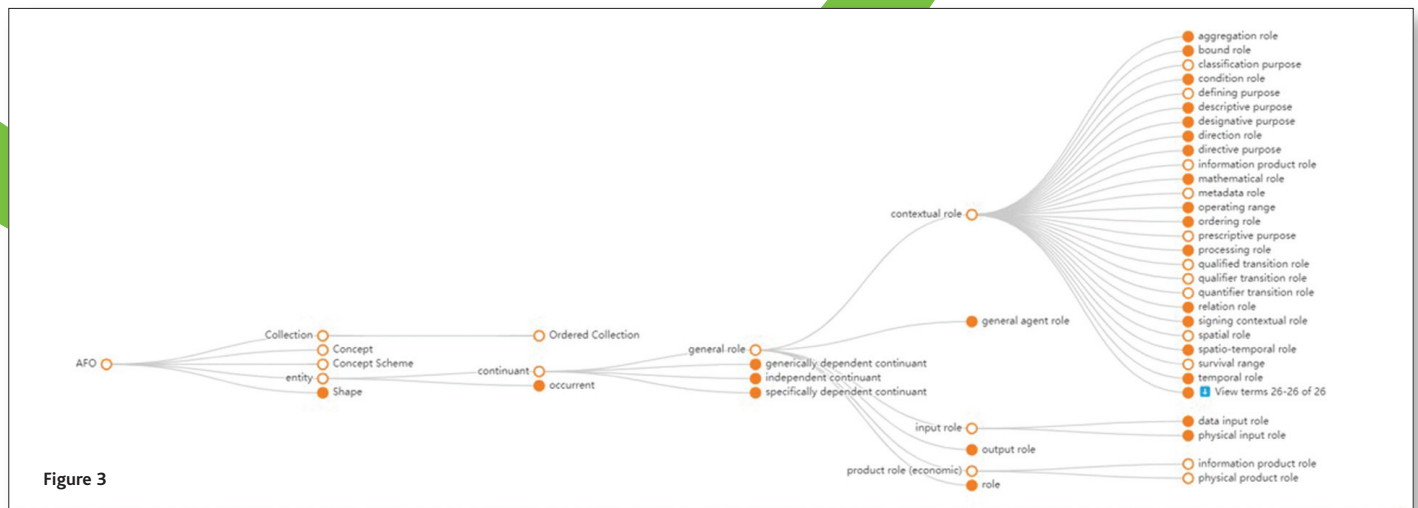 aggregation role
bound role
classification purpose
condition role
defining purpose
descriptive purpose
designative purpose
direction role
directive purpose
information product role
mathematical role
metadata role
operating range
contextual role
ordering role
prescriptive purpose
processing role
qualified transition role
qualifier transition role
quantifier transition role
relation role
signing contextual role
general agent role
spatial role
Collection
Ordered Collection
spatio-temporal role
Concept
general role
survival range
AFO
Concept Scheme
generically dependent continuant
temporal role
entity
continuant
independent continuant
View terms 26-26 of 26
Shape
occurrent
specifically dependent continuant
data input role
input role
physical input role
output role
information product role
product role (economic)
physical product role
role
Figure 3